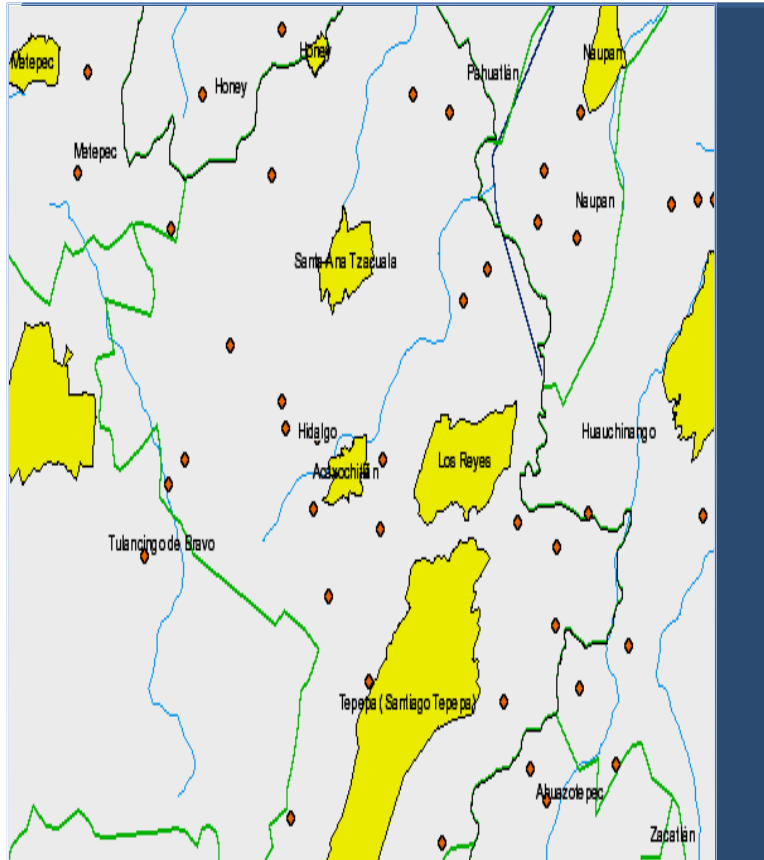 Honey
Naupan
Metepec
Pahuatlán
Honey
Metepec
Naupan
Santa Ana Tzacuala
Hidalgo
Huauchinango
Los Reyes
Acaxochitlán
Tulancingo de Bravo
Tepepa ( Santiago Tepepa)
Ahuazotepec
Zacatlán